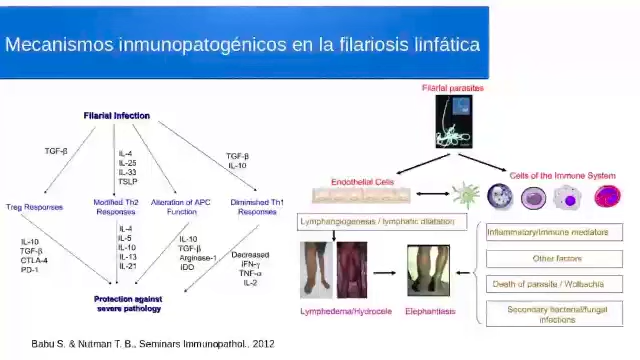 Mecanismos inmunopatogénicos en la filariosis linfática
Filarial Infection
TGF-β
IL-4
IL-25
IL-33
TSLP
TGF-β
IL-10
Treg Responses
Modified Th2
Responses
Alteration of APC
Function
Diminished Th1
Responses
IL-10
TGF-β
CTLA-4
PD-1
IL-4
IL-5
IL-10
IL-13
IL-21
IL-10
TGF-β
Arginase-1
iDO
Decreased
IFN-γ
TNF-α
IL-2
Protection against
severe pathology
Filarial parasites
Endothelial Cells
Cells of the Immune System
Lymphangiogenesis / lymphatic dilatation
Inflammatory/Immune mediators
Other factors
Death of parasite / Wolbachia
Secondary bacterial/fungal
infections
Lymphedema/Hydrocele
Elephantiasis
Babu S. & Nutman T. B., Seminars Immunopathol., 2012